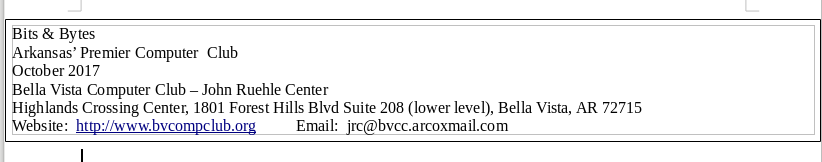 Bits & Bytes
Arkansas’ Premier Computer  Club
October 2017
Bella Vista Computer Club – John Ruehle Center
Highlands Crossing Center, 1801 Forest Hills Blvd Suite 208 (lower level), Bella Vista, AR 72715
Website:  http://www.bvcompclub.org          Email:  jrc@bvcc.arcoxmail.com